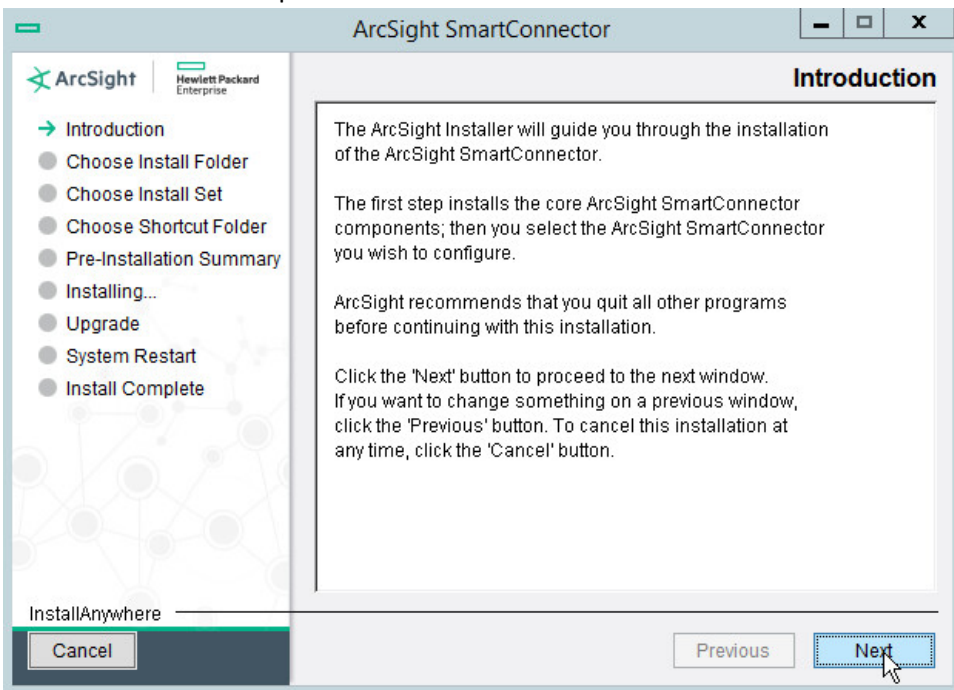 ArcSight SmartConnector
ArcSight
Hewlett Packard
Enterprise
Introduction
Introduction
Choose Install Folder
Choose Install Set
Choose Shortcut Folder
Pre-Installation Summary
Installing...
Upgrade
System Restart
Install Complete
The ArcSight Installer will guide you through the installation
of the ArcSight SmartConnector.
The first step installs the core ArcSight SmartConnector
components; then you select the ArcSight SmartConnector
you wish to configure.
ArcSight recommends that you quit all other programs
before continuing with this installation.
Click the 'Next' button to proceed to the next window.
If you want to change something on a previous window,
click the 'Previous' button. To cancel this installation at
any time, click the 'Cancel' button.
InstallAnywhere
Cancel
Previous
Next